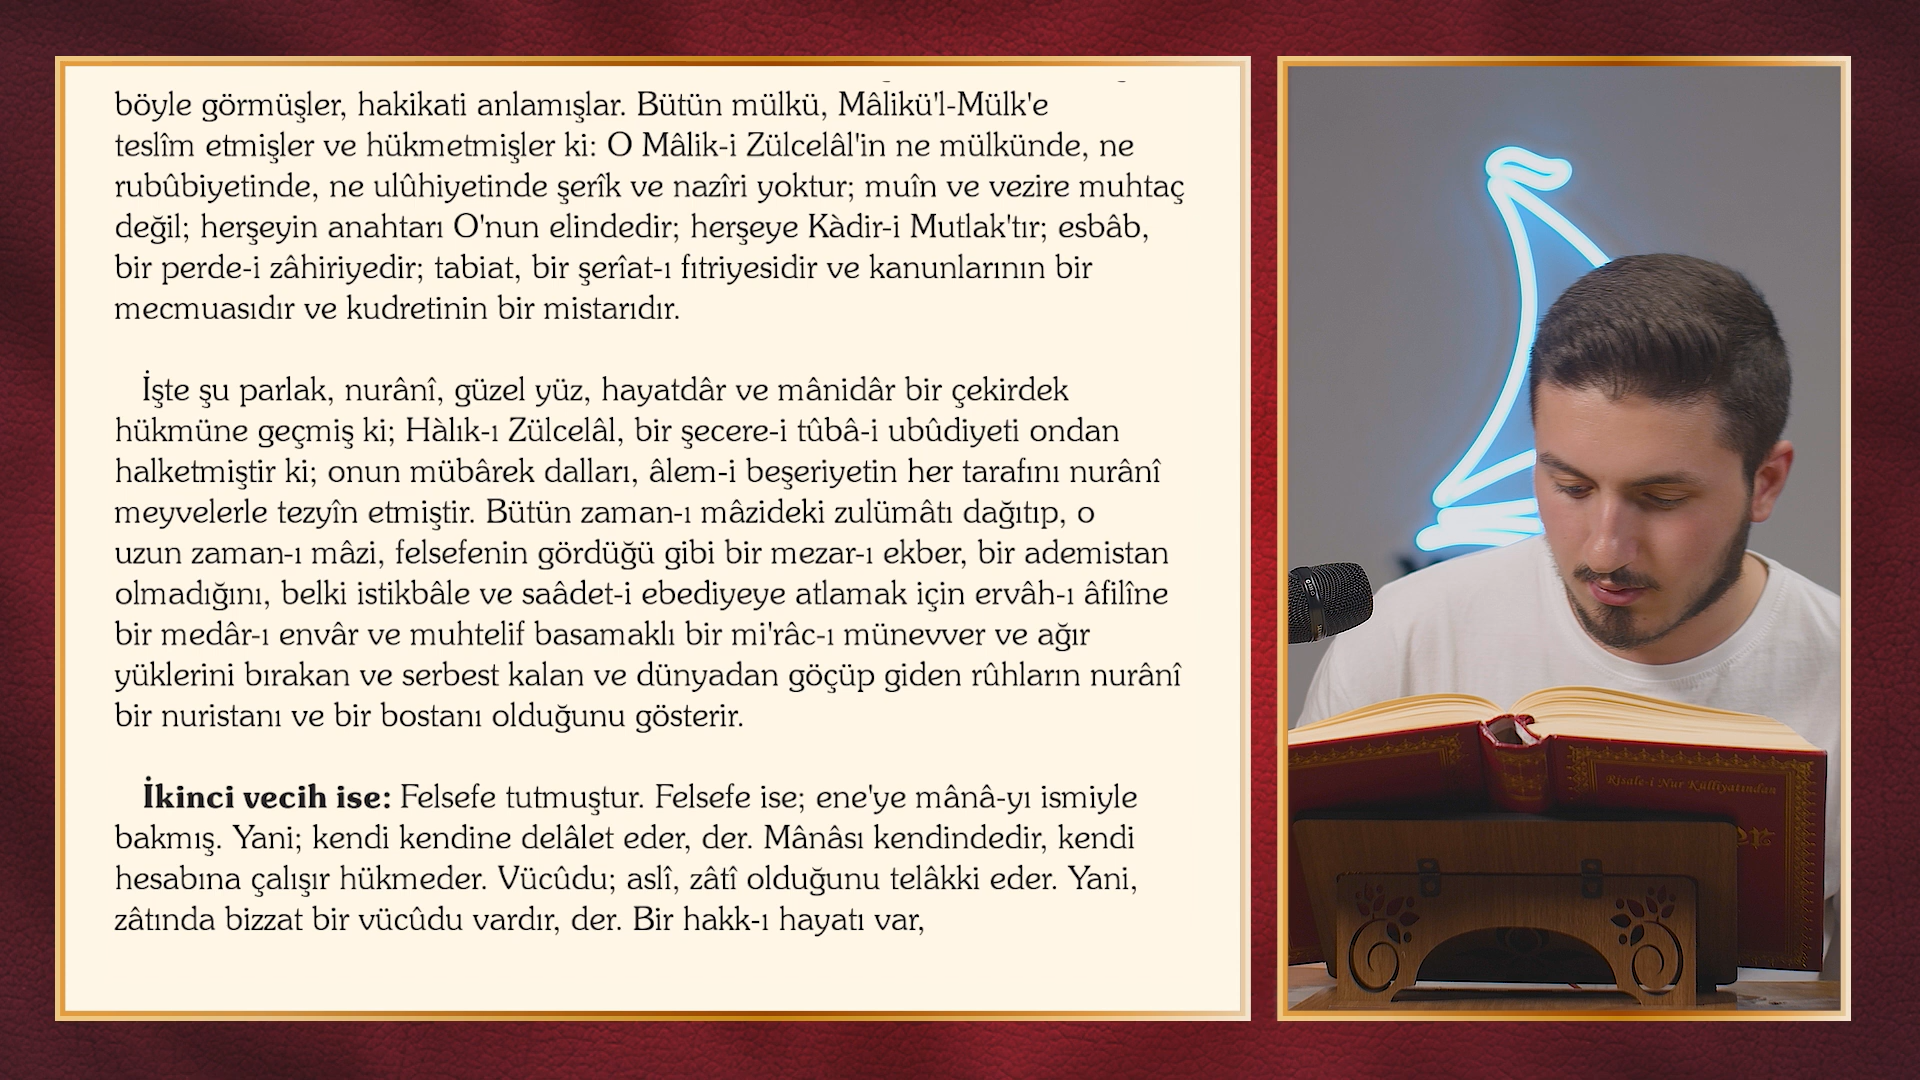 böyle görmüşler, hakikati anlamışlar. Bütün mülkü, Mâlikü'l-Mülk'e
teslîm etmişler ve hükmetmişler ki: O Mâlik-i Zülcelâl'in ne mülkünde, ne
rubûbiyetinde, ne ulûhiyetinde şerîk ve nazîri yoktur; muîn ve vezire muhtaç
değil; herşeyin anahtarı O'nun elindedir; herşeye Kàdir-i Mutlak'tır; esbâb,
bir perde-i zâhiriyedir; tabiat, bir şerîat-ı fıtriyesidir ve kanunlarının bir
mecmuasıdır ve kudretinin bir mistarıdır.
İşte şu parlak, nurânî, güzel yüz, hayatdâr ve mânidâr bir çekirdek
hükmüne geçmiş ki; Hàlık-ı Zülcelâl, bir şecere-i tûbâ-i ubûdiyeti ondan
halketmiştir ki; onun mübârek dalları, âlem-i beşeriyetin her tarafını nurânî
meyvelerle tezyîn etmiştir. Bütün zaman-ı mâzideki zulümâtı dağıtıp, o
uzun zaman-ı mâzi, felsefenin gördüğü gibi bir mezar-ı ekber, bir ademistan
olmadığını, belki istikbâle ve saâdet-i ebediyeye atlamak için ervâh-ı âfilîne
bir medâr-ı envâr ve muhtelif basamaklı bir mi'râc-ı münevver ve ağır
yüklerini bırakan ve serbest kalan ve dünyadan göçüp giden rûhların nurânî
bir nuristanı ve bir bostanı olduğunu gösterir.
İkinci vecih ise: Felsefe tutmuştur. Felsefe ise; ene'ye mânâ-yı ismiyle
bakmış. Yani; kendi kendine delâlet eder, der. Mânâsı kendindedir, kendi
hesabına çalışır hükmeder. Vücûdu; aslî, zâtî olduğunu telâkki eder. Yani,
zâtında bizzat bir vücûdu vardır, der. Bir hakk-ı hayatı var,
Risale-i Nur Külliyatından